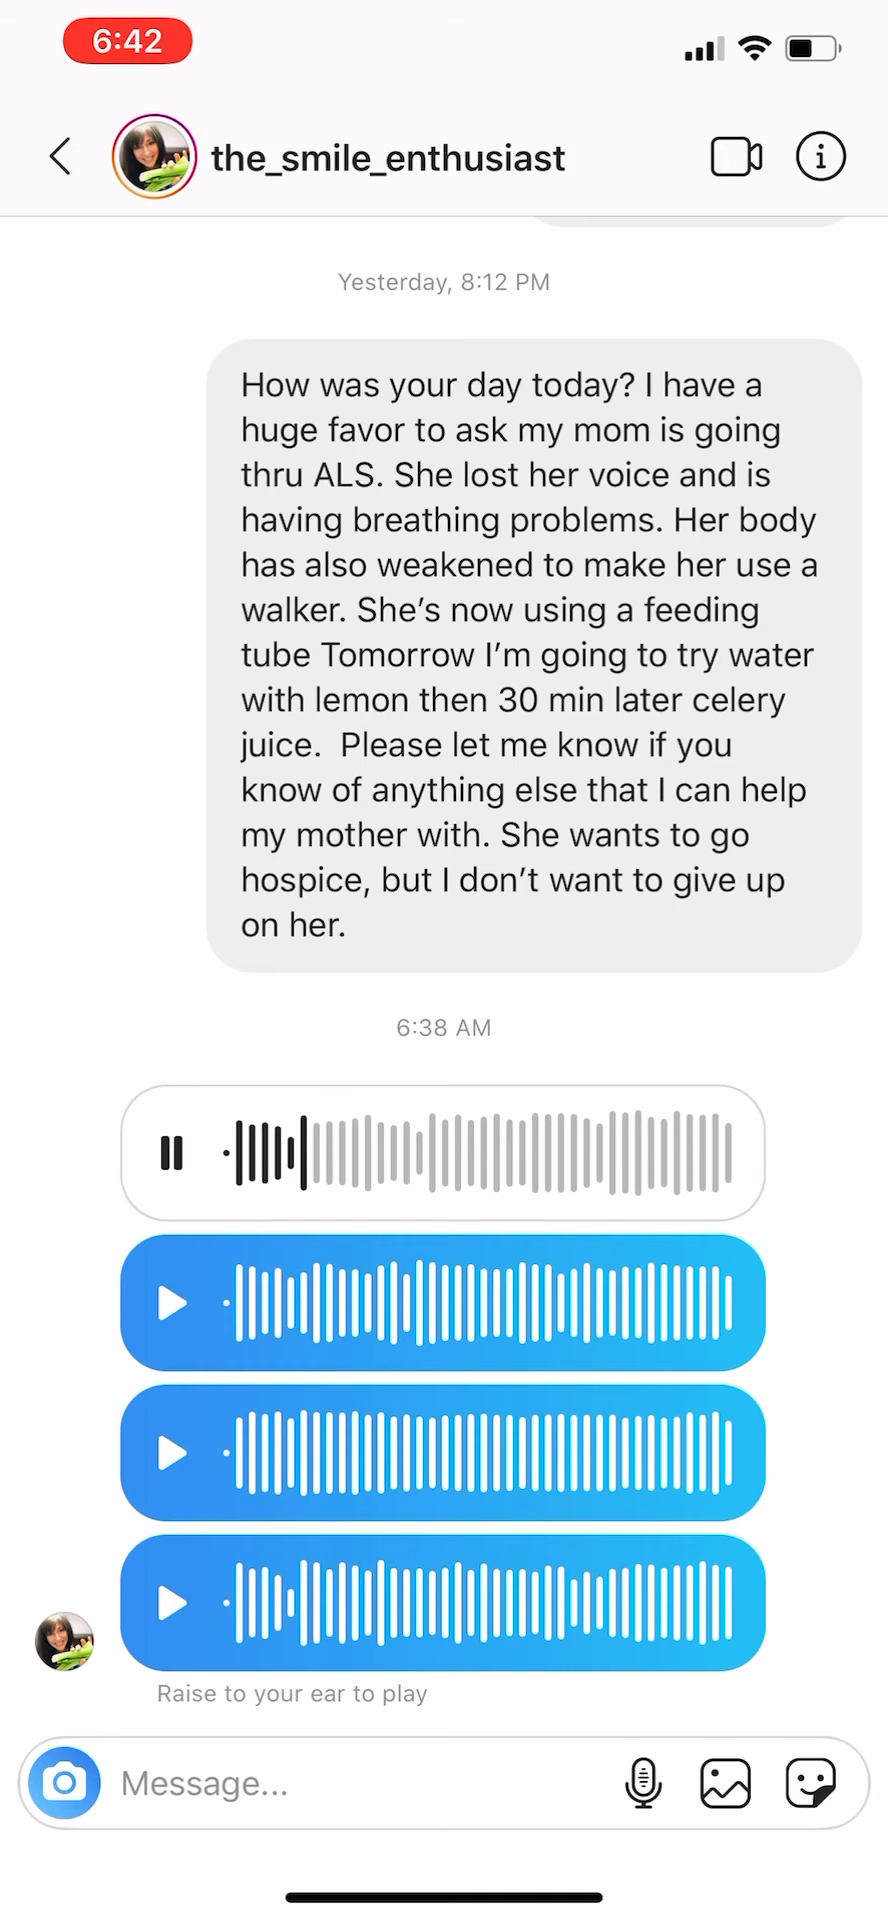 6:42
the_smile_enthusiast
Yesterday, 8:12 PM
How was your day today? I have a
huge favor to ask my mom is going
thru ALS. She lost her voice and is
having breathing problems. Her body
has also weakened to make her use a
walker. She’s now using a feeding
tube Tomorrow I’m going to try water
with lemon then 30 min later celery
juice.  Please let me know if you
know of anything else that I can help
my mother with. She wants to go
hospice, but I don’t want to give up
on her.
6:38 AM
Raise to your ear to play
Message...